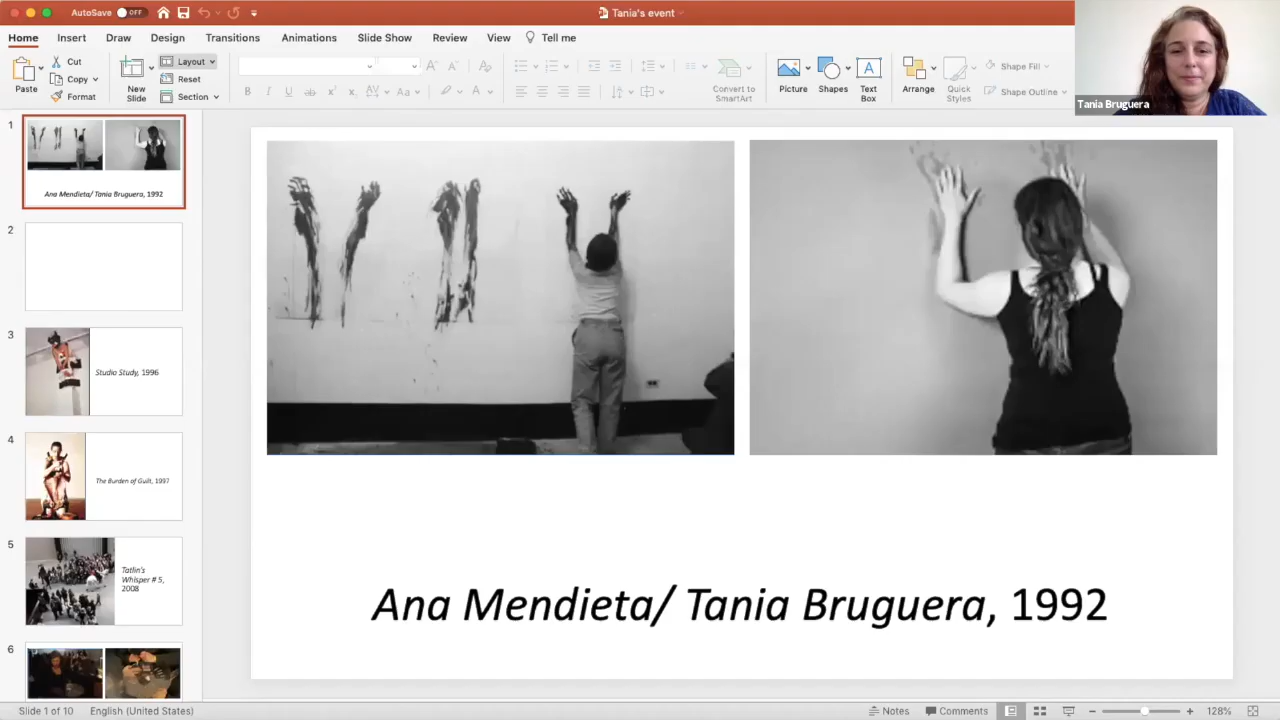 AutoSave OFF
Tania's event
Home Insert Draw Design Transitions Animations Slide Show Review View Tell me
Paste
Cut
Copy
Format
New Slide
Layout
Reset
Section
B I U
Convert to SmartArt
Picture
Shapes
Text Box
Arrange
Quick Styles
Shape Fill
Shape Outline
Tania Bruguera
1
Ana Mendieta/ Tania Bruguera, 1992
2
3
Studio Study, 1996
4
The Burden of Guilt, 1997
5
Tatlin's
Whisper # 5,
2008
6
Ana Mendieta/ Tania Bruguera, 1992
Slide 1 of 10 English (United States) Notes Comments 128%